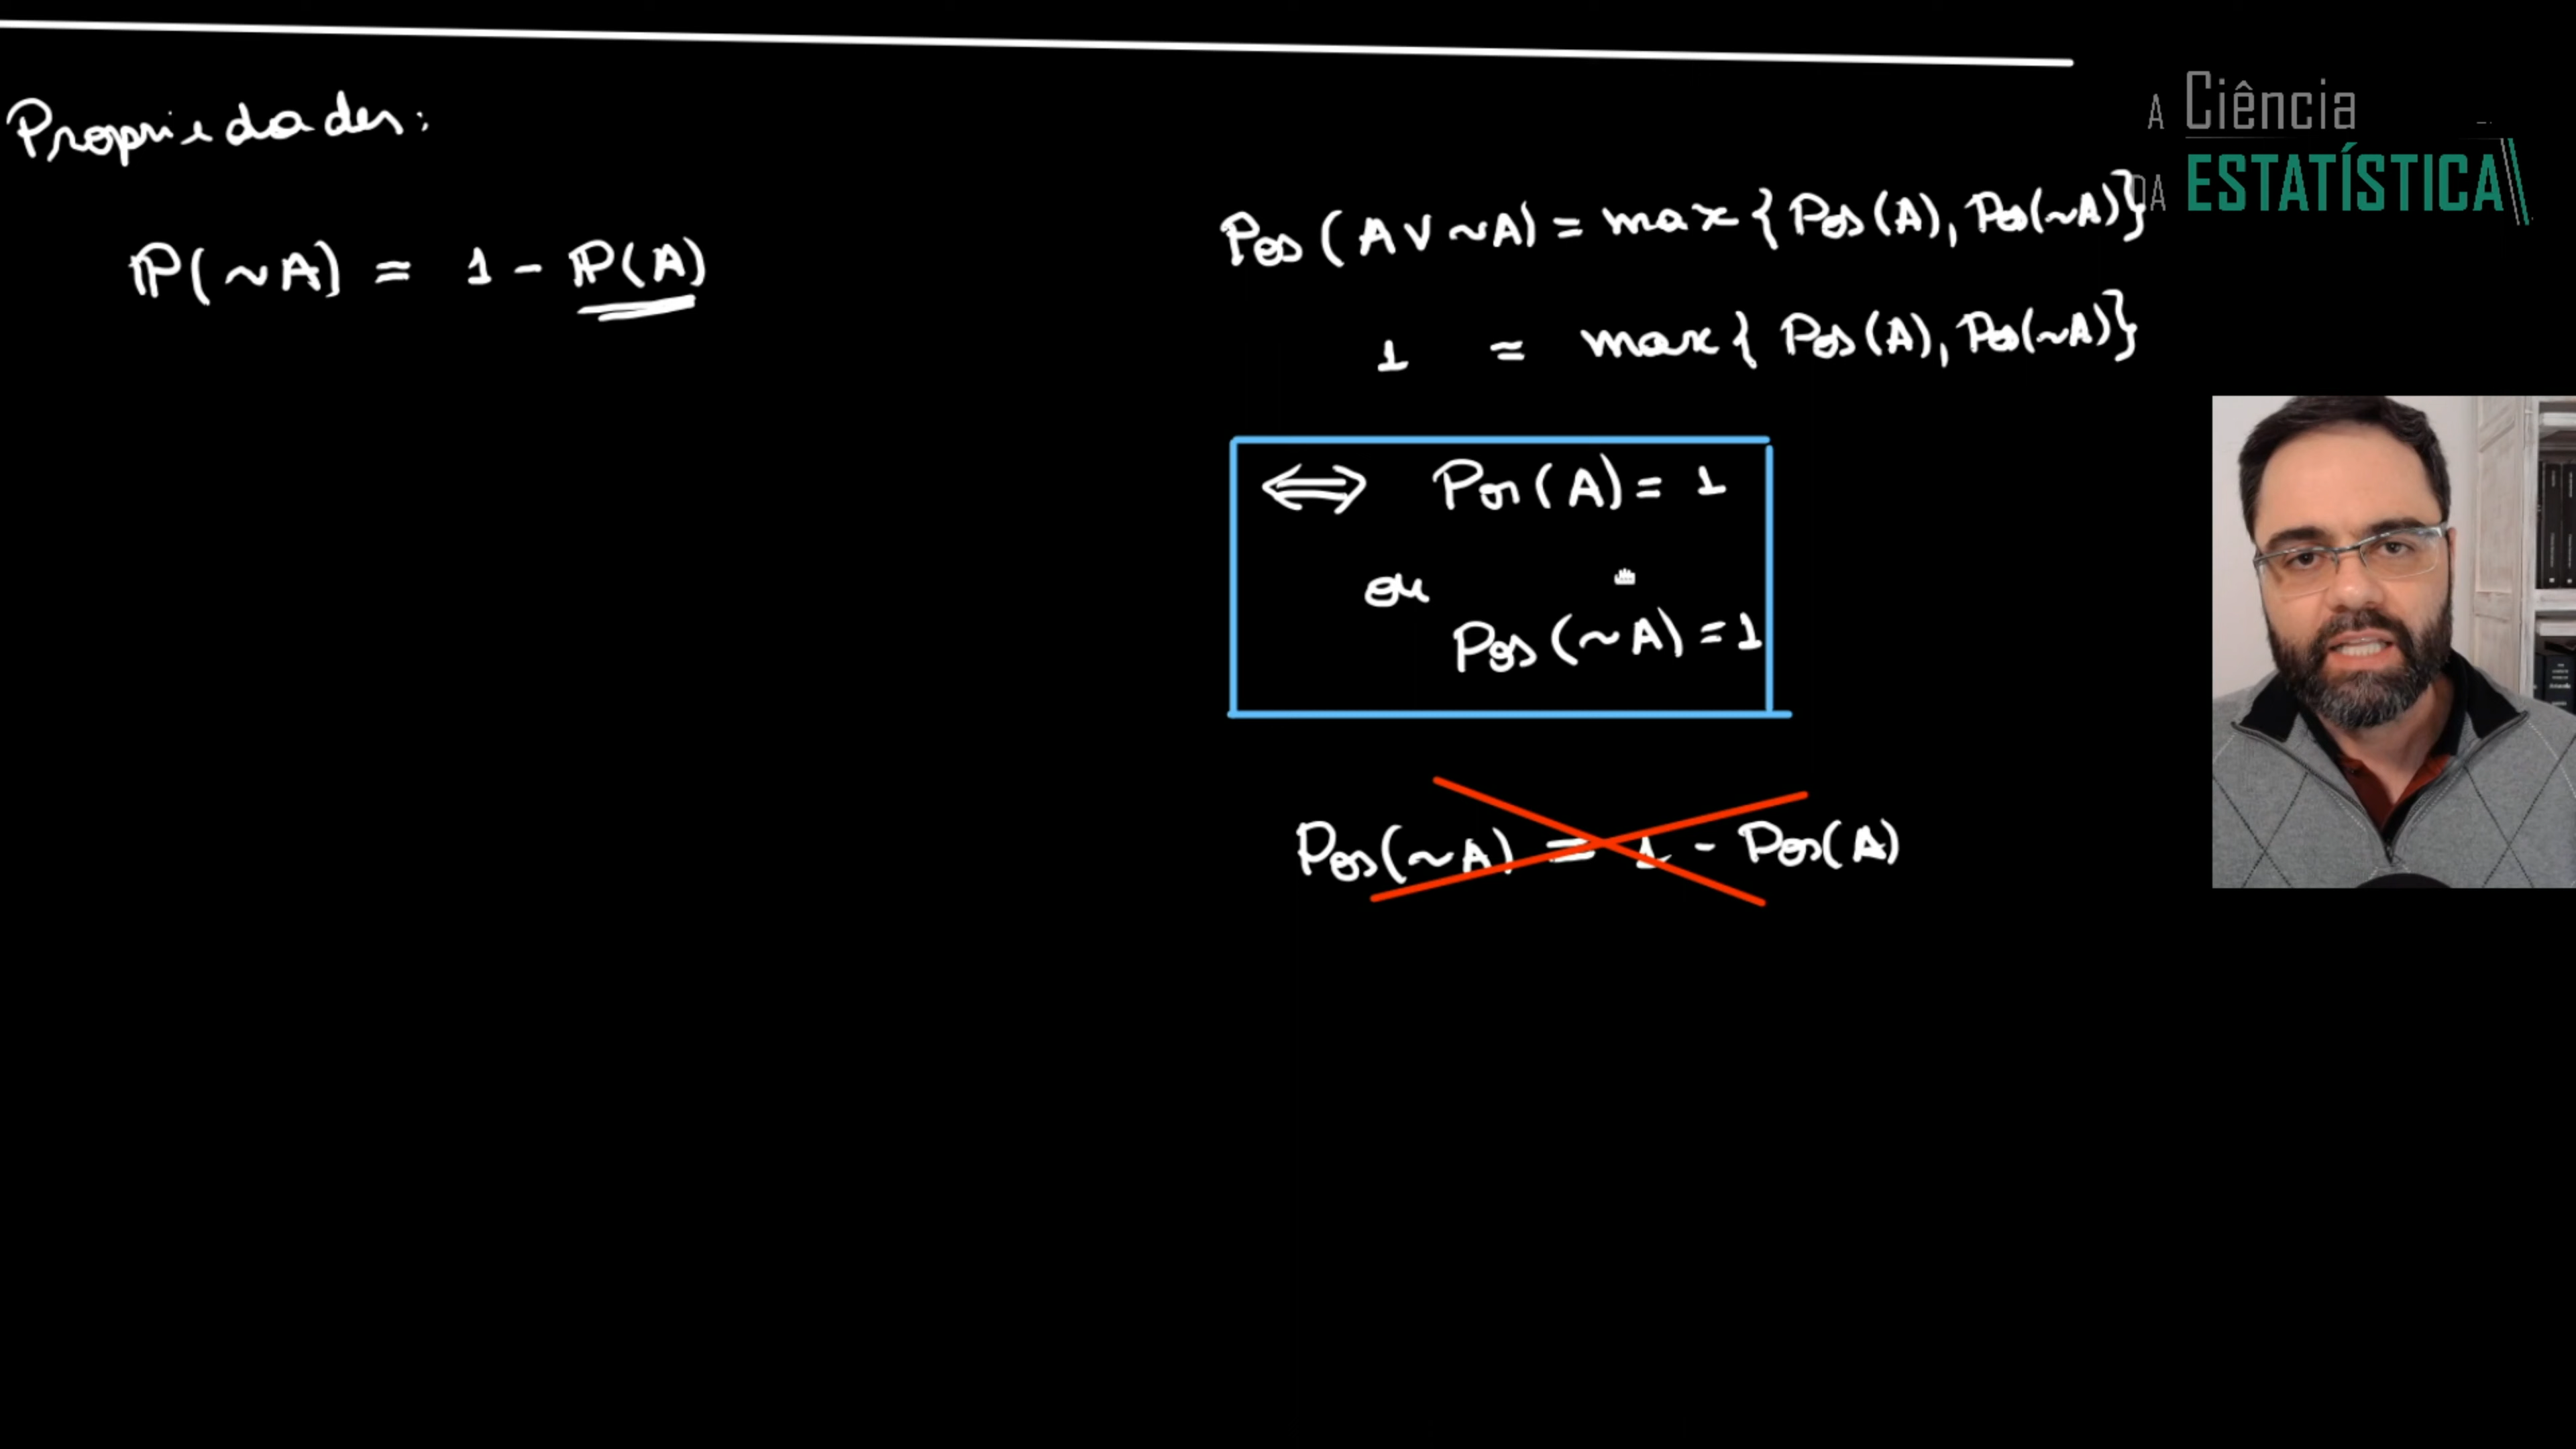 Propriedades:
ℙ(~A) = 1 - ℙ(A)
A Ciência
DA ESTATÍSTICA
Pos(A∨~A) = max{Pos(A), Pos(~A)}
1 = max{Pos(A), Pos(~A)}
⟺ Pos(A) = 1
ou
Pos(~A) = 1
Pos(~A) = 1 - Pos(A)